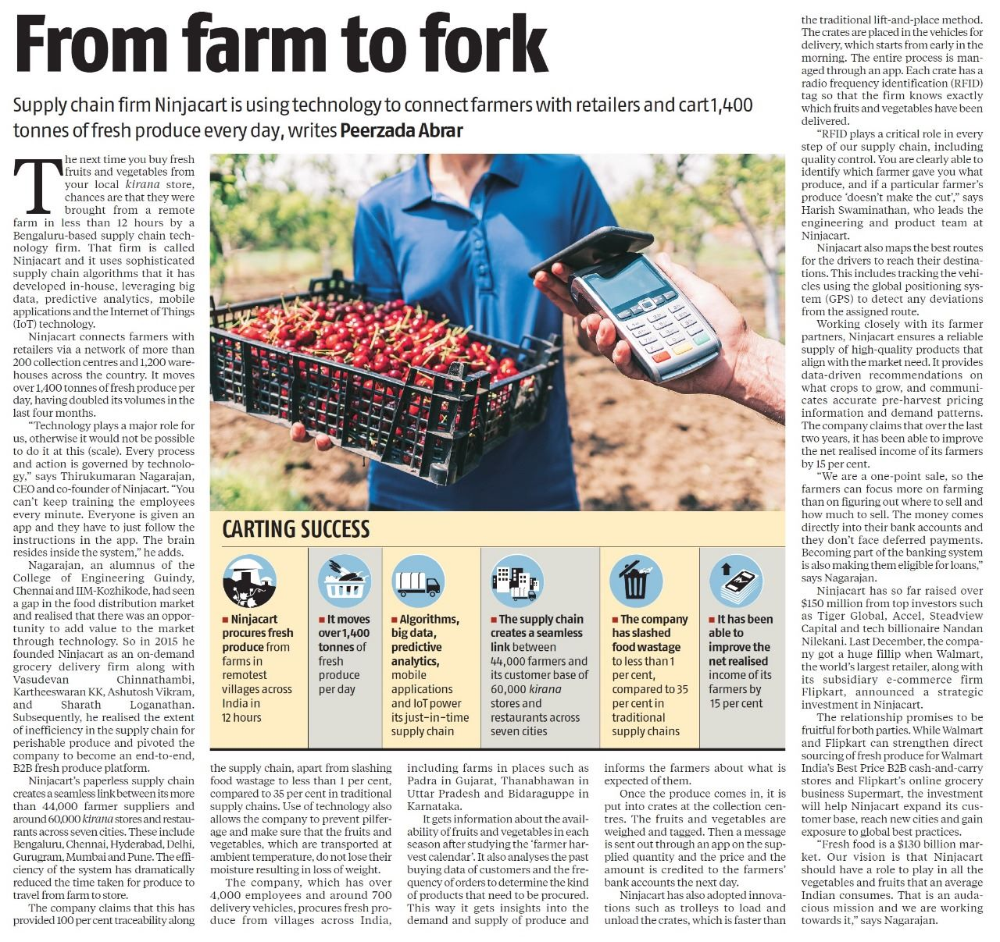 From farm to fork
Supply chain firm Ninjacart is using technology to connect farmers with retailers and cart 1,400
tonnes of fresh produce every day, writes Peerzada Abrar
The next time you buy fresh
fruits and vegetables from
your local kirana store,
chances are that they were
brought from a remote
farm in less than 12 hours by a
Bengaluru-based supply chain tech-
nology firm. That firm is called
Ninjacart and it uses sophisticated
supply chain algorithms that it has
developed in-house, leveraging big
data, predictive analytics, mobile
applications and the Internet of Things
(IoT) technology.
Ninjacart connects farmers with
retailers via a network of more than
200 collection centres and 1,200 ware-
houses across the country. It moves
over 1,400 tonnes of fresh produce per
day, having doubled its volumes in the
last four months.
“Technology plays a major role for
us, otherwise it would not be possible
to do it at this (scale). Every process
and action is governed by technolo-
gy,” says Thirukumaran Nagarajan,
CEO and co-founder of Ninjacart. “You
can’t keep training the employees
every minute. Everyone is given an
app and they have to just follow the
instructions in the app. The brain
resides inside the system,” he adds.
Nagarajan, an alumnus of the
College of Engineering Guindy,
Chennai and IIM-Kozhikode, had seen
a gap in the food distribution market
and realised that there was an oppor-
tunity to add value to the market
through technology. So in 2015 he
founded Ninjacart as an on-demand
grocery delivery firm along with
Vasudevan Chinnathambi,
Kartheeswaran KK, Ashutosh Vikram,
and Sharath Loganathan.
Subsequently, he realised the extent
of inefficiency in the supply chain for
perishable produce and pivoted the
company to become an end-to-end,
B2B fresh produce platform.
Ninjacart’s paperless supply chain
creates a seamless link between its more
than 44,000 farmer suppliers and
around 60,000 kirana stores and restau-
rants across seven cities. These include
Bengaluru, Chennai, Hyderabad, Delhi,
Gurugram, Mumbai and Pune. The effi-
ciency of the system has dramatically
reduced the time taken for produce to
travel from farm to store.
The company claims that this has
provided 100 per cent traceability along
CARTING SUCCESS
Ninjacart
procures fresh
produce from
farms in
remotest
villages across
India in
12 hours
It moves
over 1,400
tonnes of
fresh
produce
per day
Algorithms,
big data,
predictive
analytics,
mobile
applications
and IoT power
its just-in-time
supply chain
The supply chain
creates a seamless
link between
44,000 farmers and
its customer base of
60,000 kirana
stores and
restaurants across
seven cities
The company
has slashed
food wastage
to less than 1
per cent,
compared to 35
per cent in
traditional
supply chains
It has been
able to
improve the
net realised
income of its
farmers by
15 per cent
the supply chain, apart from slashing
food wastage to less than 1 per cent,
compared to 35 per cent in traditional
supply chains. Use of technology also
allows the company to prevent pilfer-
age and make sure that the fruits and
vegetables, which are transported at
ambient temperature, do not lose their
moisture resulting in loss of weight.
The company, which has over
4,000 employees and around 700
delivery vehicles, procures fresh pro-
duce from villages across India,
including farms in places such as
Padra in Gujarat, Thanabhawan in
Uttar Pradesh and Bidaraguppe in
Karnataka.
It gets information about the avail-
ability of fruits and vegetables in each
season after studying the ‘farmer har-
vest calendar’. It also analyses the past
buying data of customers and the fre-
quency of orders to determine the kind
of products that need to be procured.
This way it gets insights into the
demand and supply of produce and
informs the farmers about what is
expected of them.
Once the produce comes in, it is
put into crates at the collection cen-
tres. The fruits and vegetables are
weighed and tagged. Then a message
is sent out through an app on the sup-
plied quantity and the price and the
amount is credited to the farmers’
bank accounts the next day.
Ninjacart has also adopted innova-
tions such as trolleys to load and
unload the crates, which is faster than
the traditional lift-and-place method.
The crates are placed in the vehicles for
delivery, which starts from early in the
morning. The entire process is man-
aged through an app. Each crate has a
radio frequency identification (RFID)
tag so that the firm knows exactly
which fruits and vegetables have been
delivered.
“RFID plays a critical role in every
step of our supply chain, including
quality control. You are clearly able to
identify which farmer gave you what
produce, and if a particular farmer’s
produce ‘doesn’t make the cut’,” says
Harish Swaminathan, who leads the
engineering and product team at
Ninjacart.
Ninjacart also maps the best routes
for the drivers to reach their destina-
tions. This includes tracking the vehi-
cles using the global positioning sys-
tem (GPS) to detect any deviations
from the assigned route.
Working closely with its farmer
partners, Ninjacart ensures a reliable
supply of high-quality products that
align with the market need. It provides
data-driven recommendations on
what crops to grow, and communi-
cates accurate pre-harvest pricing
information and demand patterns.
The company claims that over the last
two years, it has been able to improve
the net realised income of its farmers
by 15 per cent.
“We are a one-point sale, so the
farmers can focus more on farming
than on figuring out where to sell and
how much to sell. The money comes
directly into their bank accounts and
they don’t face deferred payments.
Becoming part of the banking system
is also making them eligible for loans,”
says Nagarajan.
Ninjacart has so far raised over
$150 million from top investors such
as Tiger Global, Accel, Steadview
Capital and tech billionaire Nandan
Nilekani. Last December, the compa-
ny got a huge fillip when Walmart,
the world’s largest retailer, along with
its subsidiary e-commerce firm
Flipkart, announced a strategic
investment in Ninjacart.
The relationship promises to be
fruitful for both parties. While Walmart
and Flipkart can strengthen direct
sourcing of fresh produce for Walmart
India’s Best Price B2B cash-and-carry
stores and Flipkart’s online grocery
business Supermart, the investment
will help Ninjacart expand its cus-
tomer base, reach new cities and gain
exposure to global best practices.
“Fresh food is a $130 billion mar-
ket. Our vision is that Ninjacart
should have a role to play in all the
vegetables and fruits that an average
Indian consumes. That is an auda-
cious mission and we are working
towards it,” says Nagarajan.